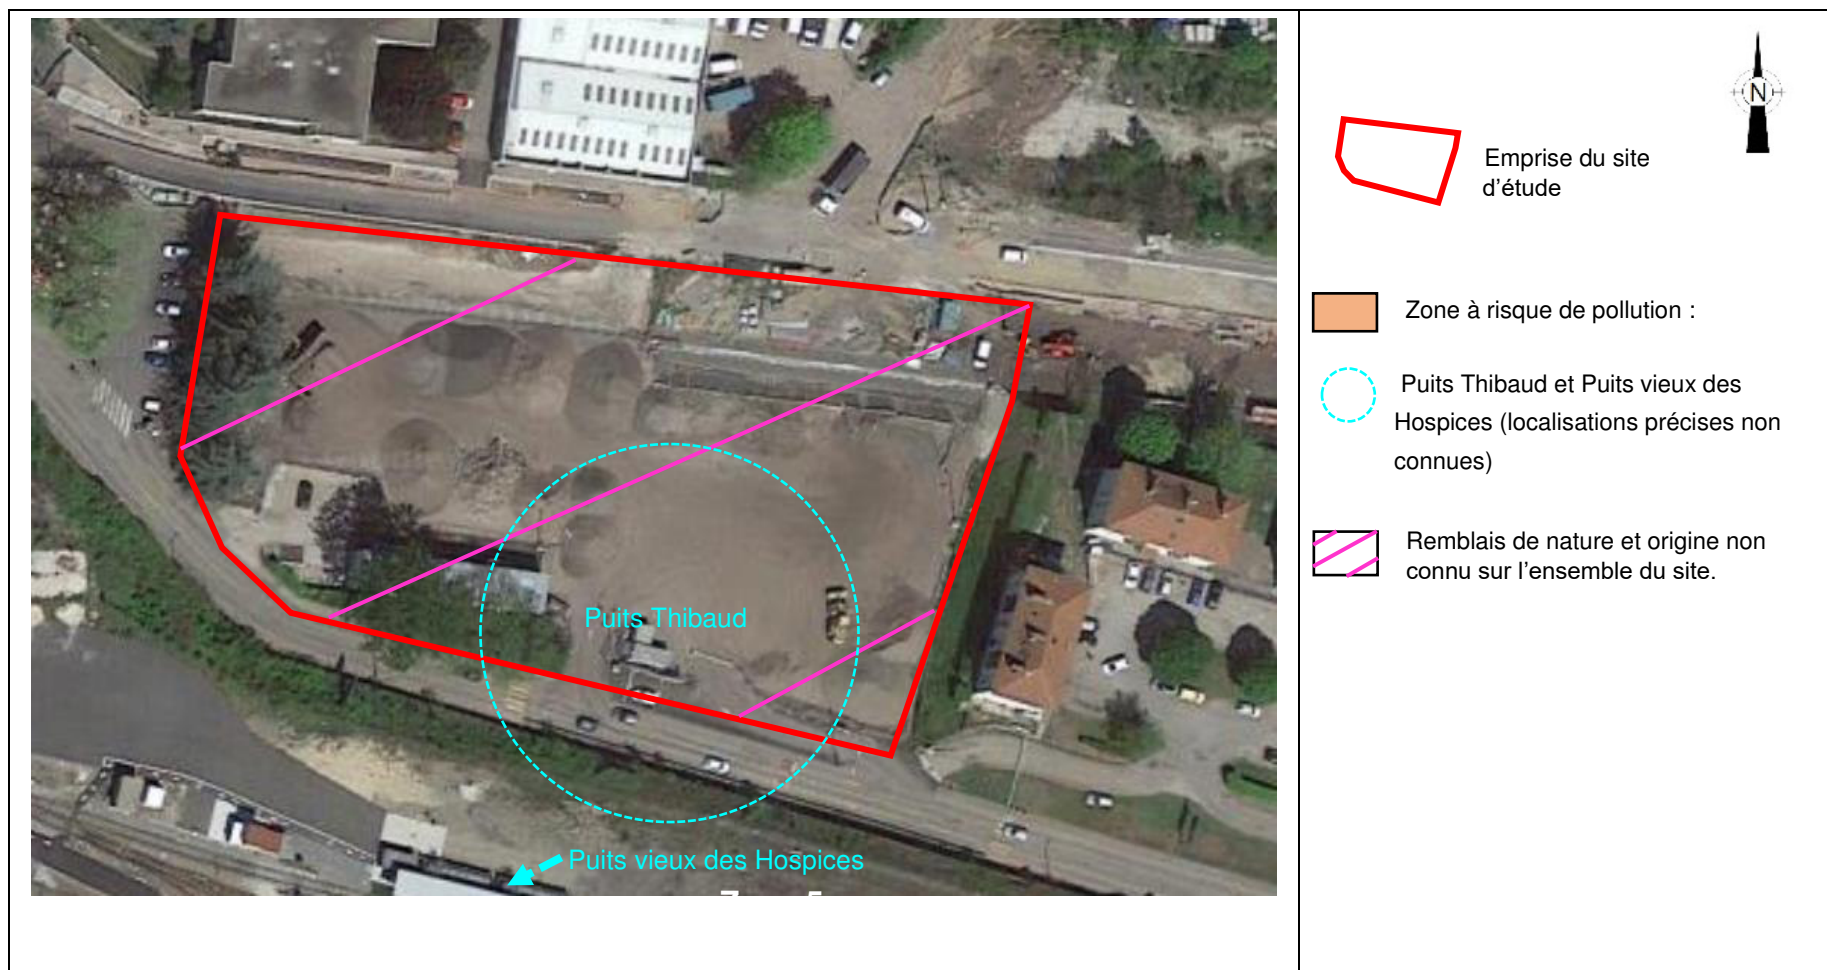 Puits Thibaud
Puits vieux des Hospices
N
Emprise du site
d'étude
Zone à risque de pollution :
Puits Thibaud et Puits vieux des
Hospices (localisations précises non
connues)
Remblais de nature et origine non
connu sur l'ensemble du site.